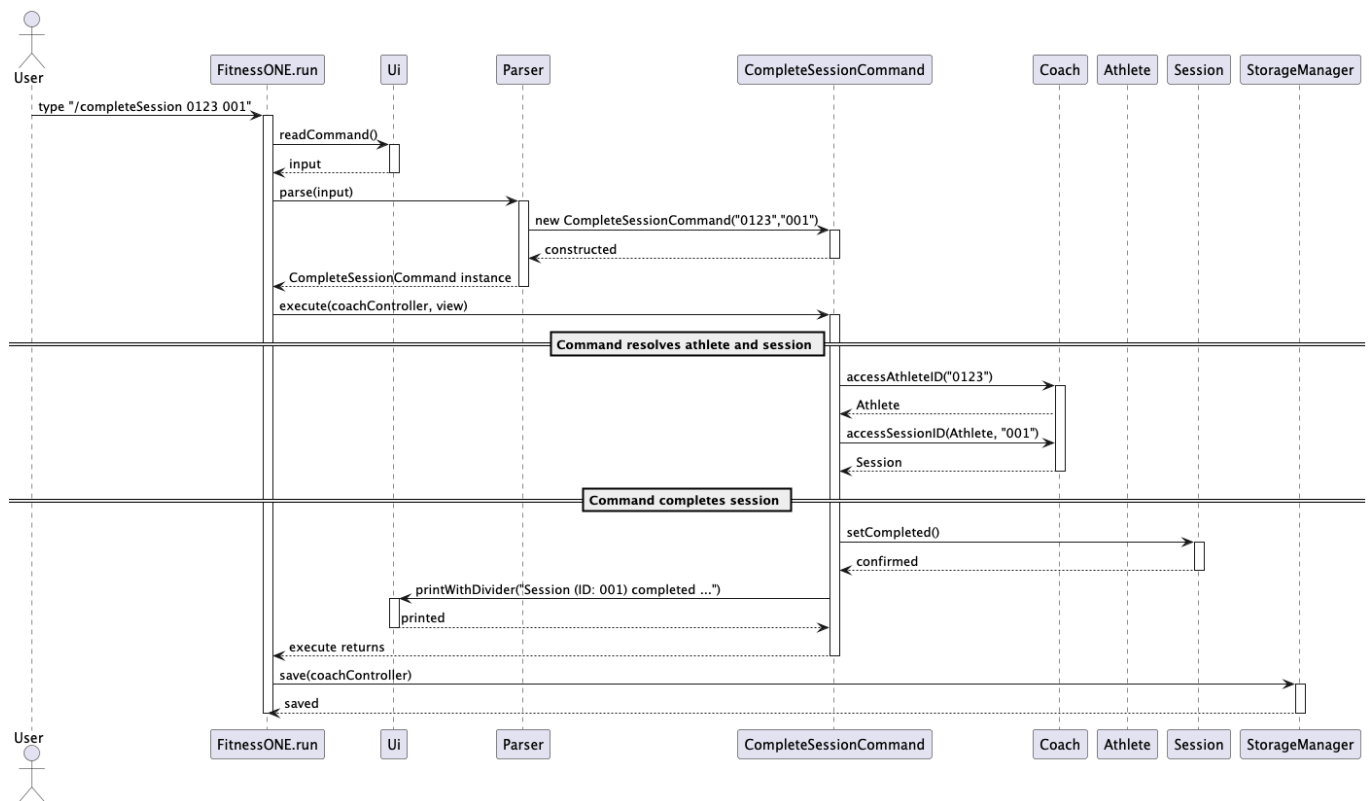 User
FitnessONE.run
Ui
Parser
CompleteSessionCommand
Coach
Athlete
Session
StorageManager
type "/completeSession 0123 001"
readCommand()
input
parse(input)
new CompleteSessionCommand("0123","001")
constructed
CompleteSessionCommand instance
execute(coachController, view)
Command resolves athlete and session
accessAthleteID("0123")
Athlete
accessSessionID(Athlete, "001")
Session
Command completes session
setCompleted()
confirmed
printWithDivider("Session (ID: 001) completed ...")
printed
execute returns
save(coachController)
saved
User
FitnessONE.run
Ui
Parser
CompleteSessionCommand
Coach
Athlete
Session
StorageManager